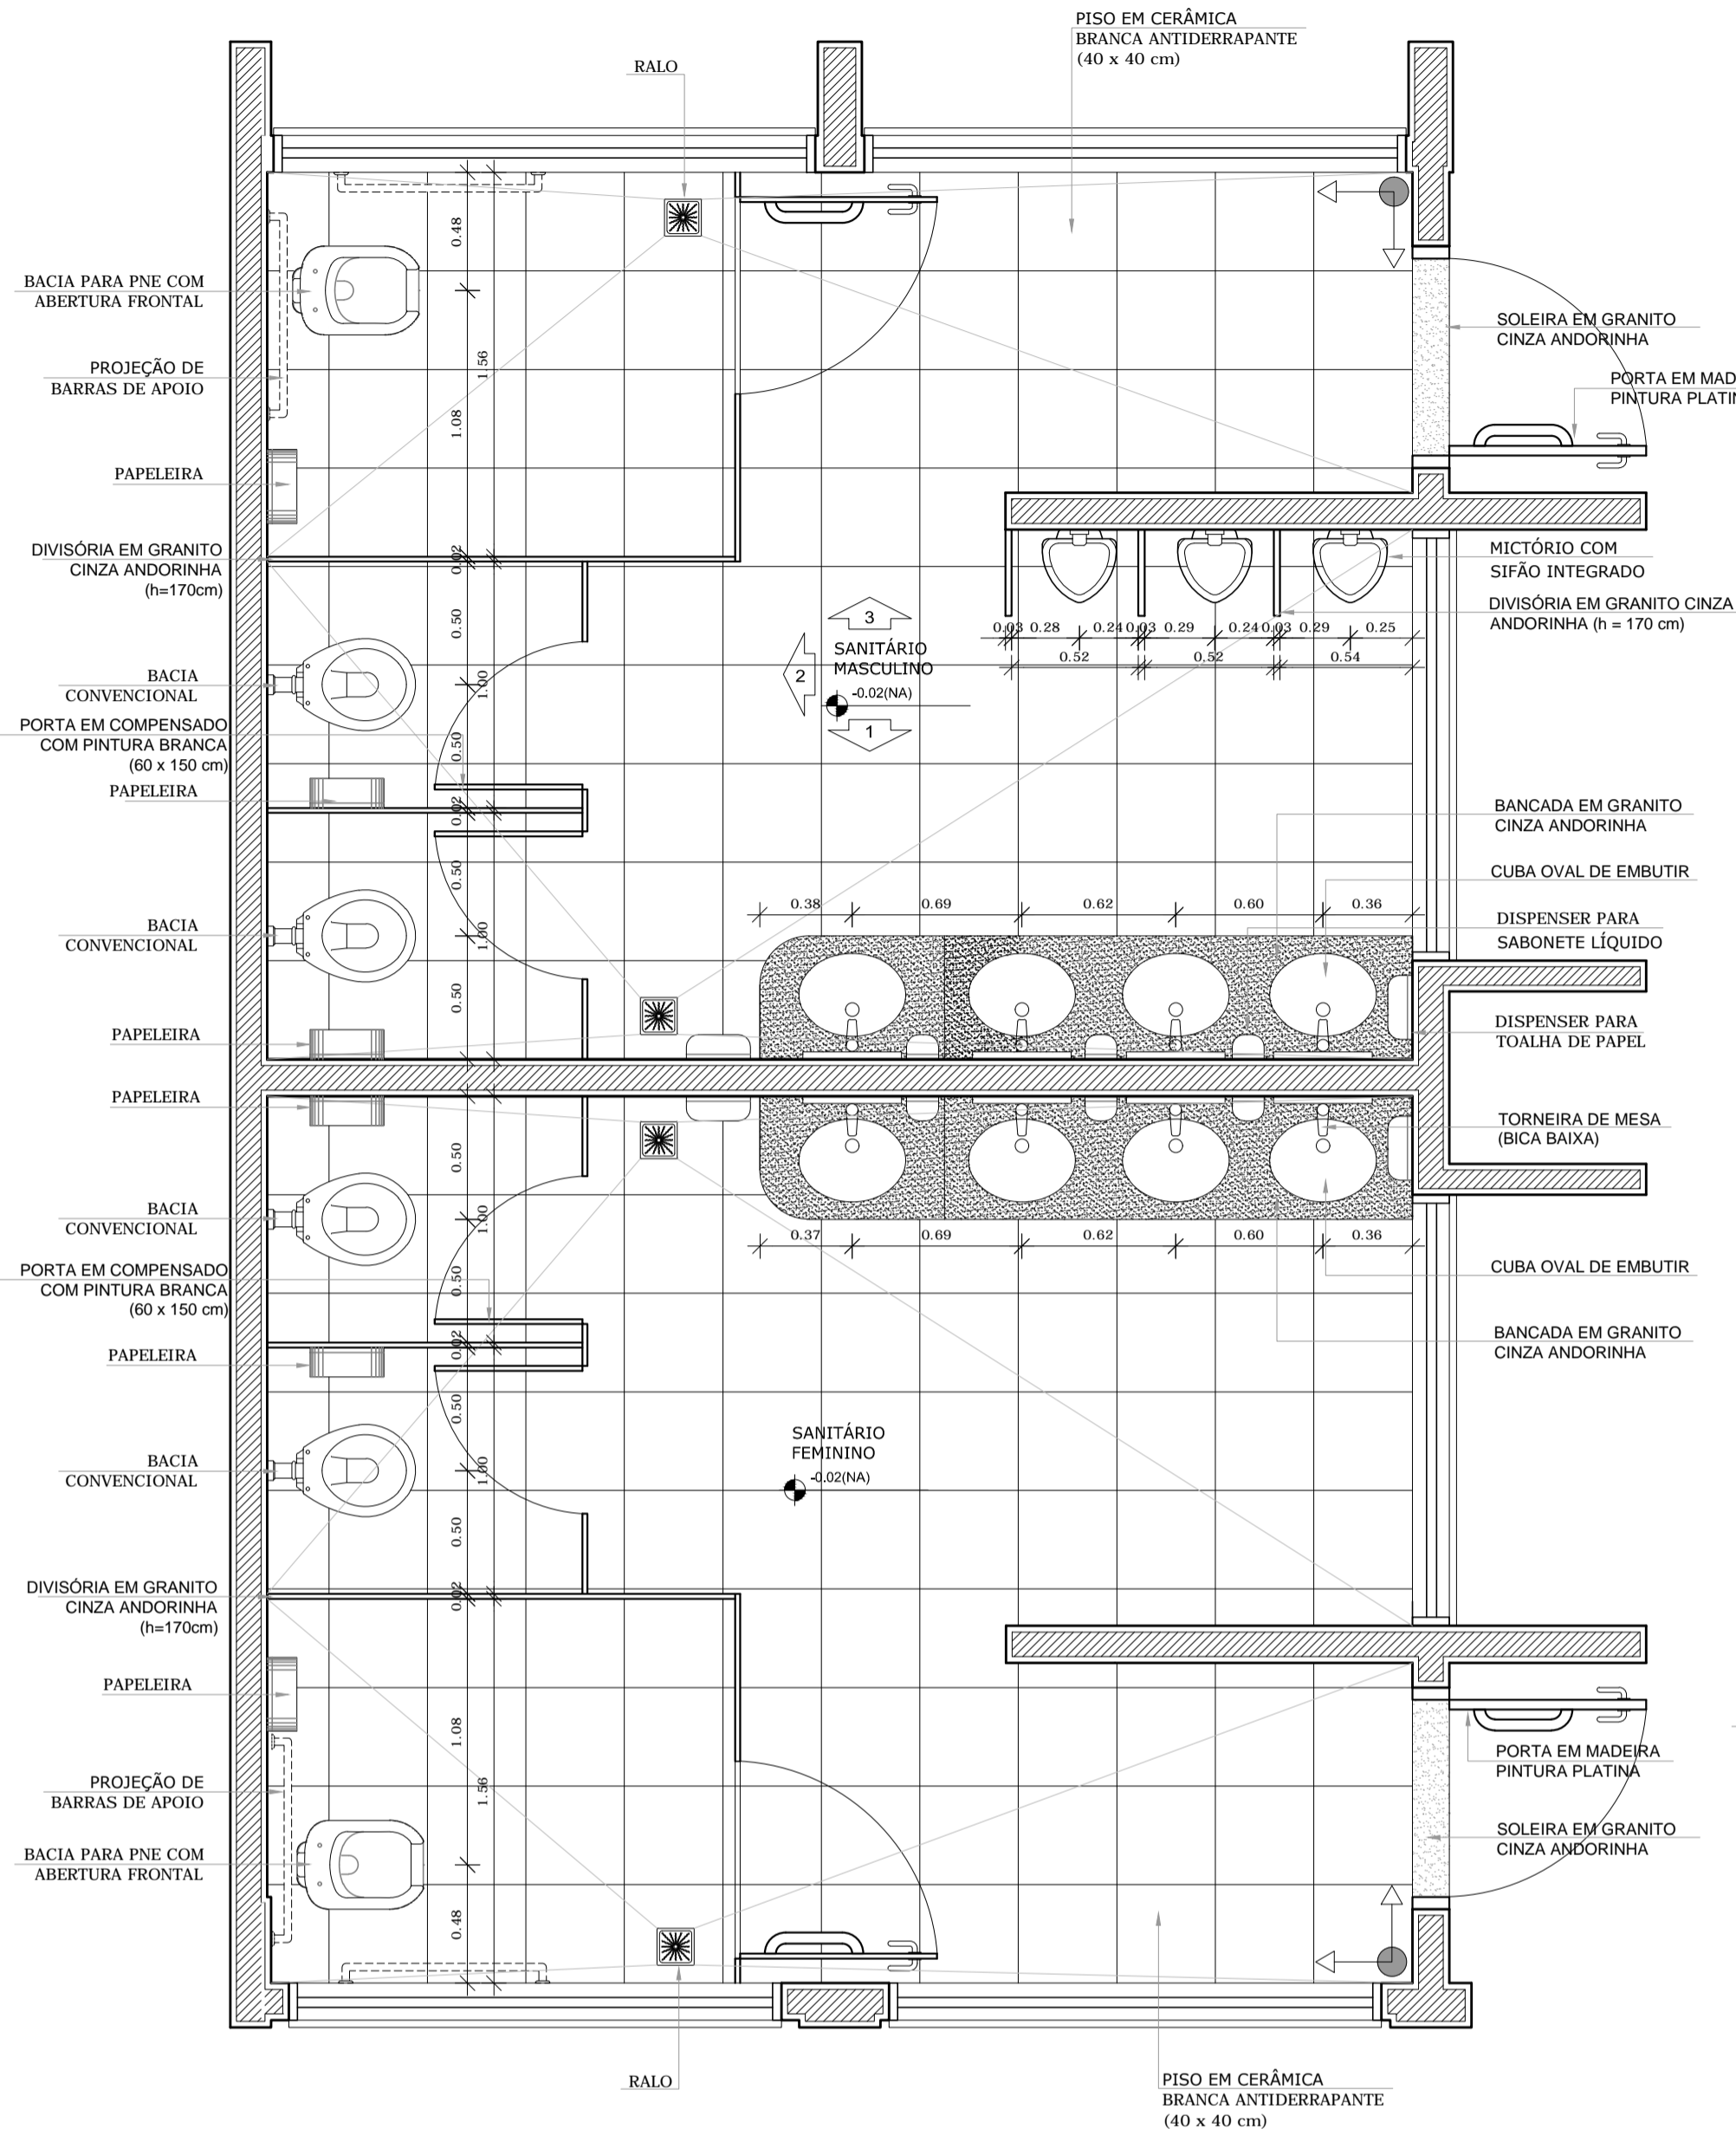 PISO EM CERÂMICA
BRANCA ANTIDERRAPANTE
(40 x 40 cm)
RALO
BACIA PARA PNE COM
ABERTURA FRONTAL
PROJEÇÃO DE
BARRAS DE APOIO
PAPELEIRA
DIVISÓRIA EM GRANITO
CINZA ANDORINHA
(h=170cm)
BACIA
CONVENCIONAL
PORTA EM COMPENSADO
COM PINTURA BRANCA
(60 x 150 cm)
PAPELEIRA
BACIA
CONVENCIONAL
PAPELEIRA
PAPELEIRA
BACIA
CONVENCIONAL
PORTA EM COMPENSADO
COM PINTURA BRANCA
(60 x 150 cm)
PAPELEIRA
BACIA
CONVENCIONAL
DIVISÓRIA EM GRANITO
CINZA ANDORINHA
(h=170cm)
PAPELEIRA
PROJEÇÃO DE
BARRAS DE APOIO
BACIA PARA PNE COM
ABERTURA FRONTAL
0.48
1.56
1.08
0.02
0.50
1.00
0.50
0.02
0.50
1.00
0.50
0.50
1.00
0.50
0.02
0.50
1.00
0.50
0.02
1.08
1.56
0.48
3
SANITÁRIO
MASCULINO
2
-0.02(NA)
1
0.03 0.28 0.24 0.03 0.29 0.24 0.03 0.29 0.25
0.52 0.52 0.54
0.38 0.69 0.62 0.60 0.36
0.37 0.69 0.62 0.60 0.36
SANITÁRIO
FEMININO
-0.02(NA)
SOLEIRA EM GRANITO
CINZA ANDORINHA
PORTA EM MAD
PINTURA PLATIN
MICTÓRIO COM
SIFÃO INTEGRADO
DIVISÓRIA EM GRANITO CINZA
ANDORINHA (h = 170 cm)
BANCADA EM GRANITO
CINZA ANDORINHA
CUBA OVAL DE EMBUTIR
DISPENSER PARA
SABONETE LÍQUIDO
DISPENSER PARA
TOALHA DE PAPEL
TORNEIRA DE MESA
(BICA BAIXA)
CUBA OVAL DE EMBUTIR
BANCADA EM GRANITO
CINZA ANDORINHA
PORTA EM MADEIRA
PINTURA PLATINA
SOLEIRA EM GRANITO
CINZA ANDORINHA
RALO
PISO EM CERÂMICA
BRANCA ANTIDERRAPANTE
(40 x 40 cm)